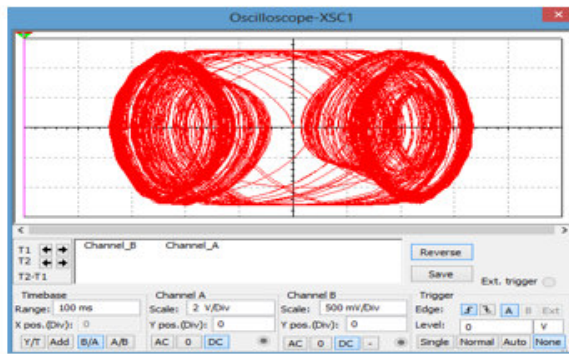 Oscilloscope-XSC1
T1
T2
T2-T1
Channel_B Channel_A
Reverse
Save
Ext. trigger
Timebase
Range: 100 ms
X pos.(Div): 0
Y/T Add B/A A/B
Channel A
Scale: 2 V/Div
Y pos.(Div): 0
AC 0 DC
Channel B
Scale: 500 mV/Div
Y pos.(Div): 0
AC 0 DC -
Trigger
Edge: A B Ext
Level: 0 V
Single Normal Auto None